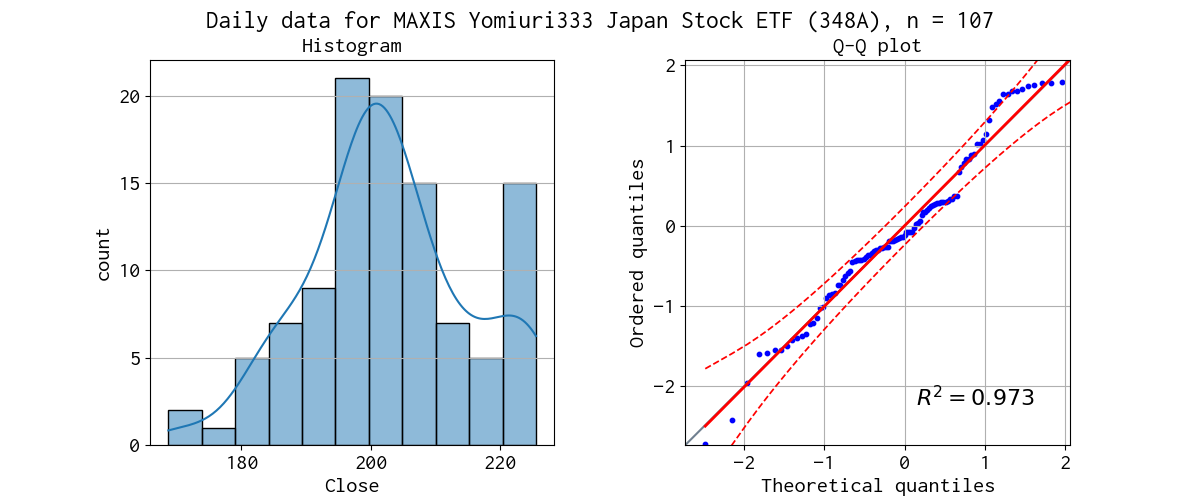 Daily data for MAXIS Yomiuri333 Japan Stock ETF (348A), n = 107
Histogram
count
20
15
10
5
0
180 200 220
Close
Q-Q plot
Ordered quantiles
2
1
0
−1
−2
R² = 0.973
−2 −1 0 1 2
Theoretical quantiles